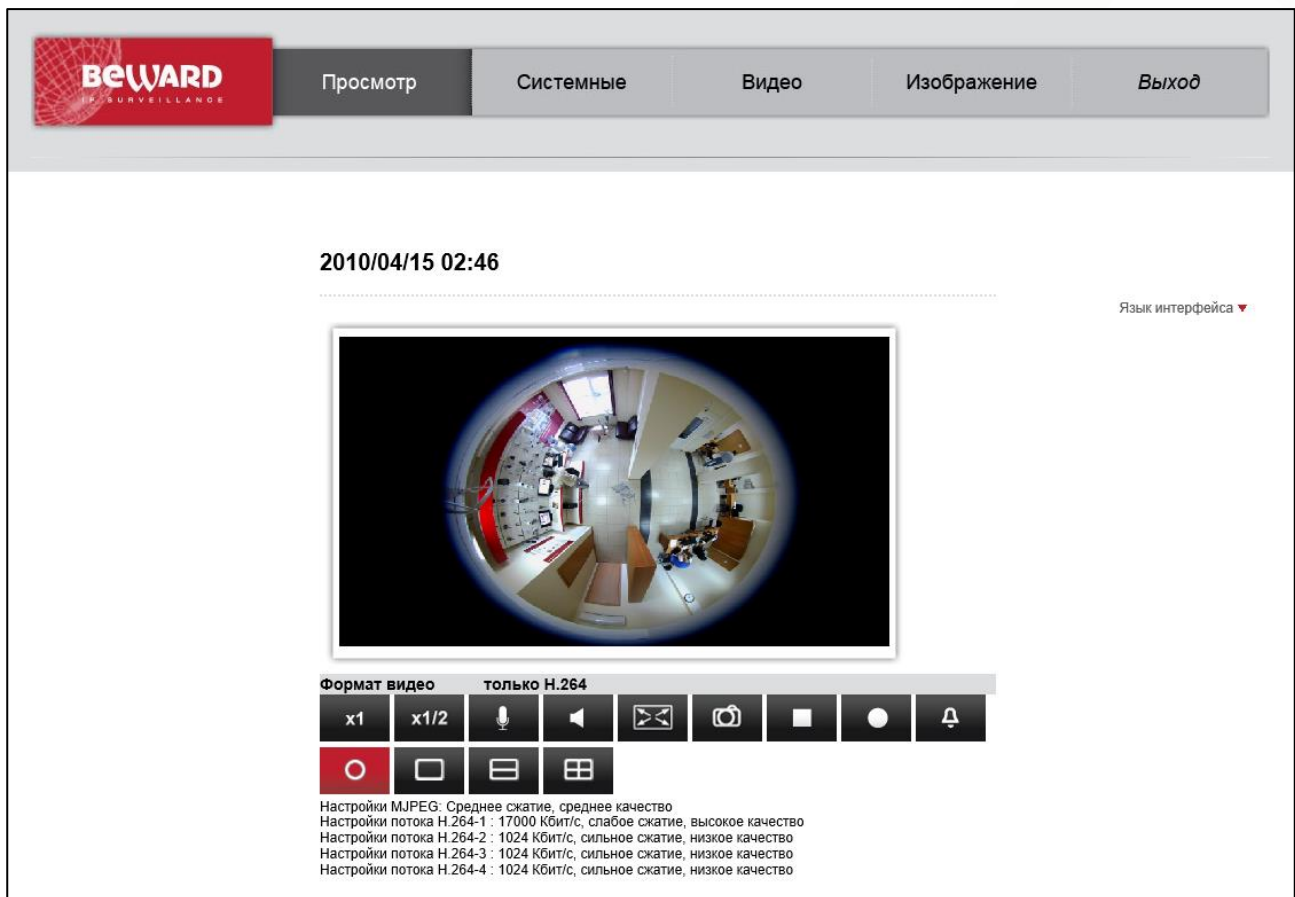 BEWARD
IP SURVEILLANCE
Просмотр
Системные
Видео
Изображение
Выход
2010/04/15 02:46
Язык интерфейса
Формат видео только H.264
x1
x1/2
Настройки MJPEG: Среднее сжатие, среднее качество
Настройки потока H.264-1 : 17000 Кбит/с, слабое сжатие, высокое качество
Настройки потока H.264-2 : 1024 Кбит/с, сильное сжатие, низкое качество
Настройки потока H.264-3 : 1024 Кбит/с, сильное сжатие, низкое качество
Настройки потока H.264-4 : 1024 Кбит/с, сильное сжатие, низкое качество